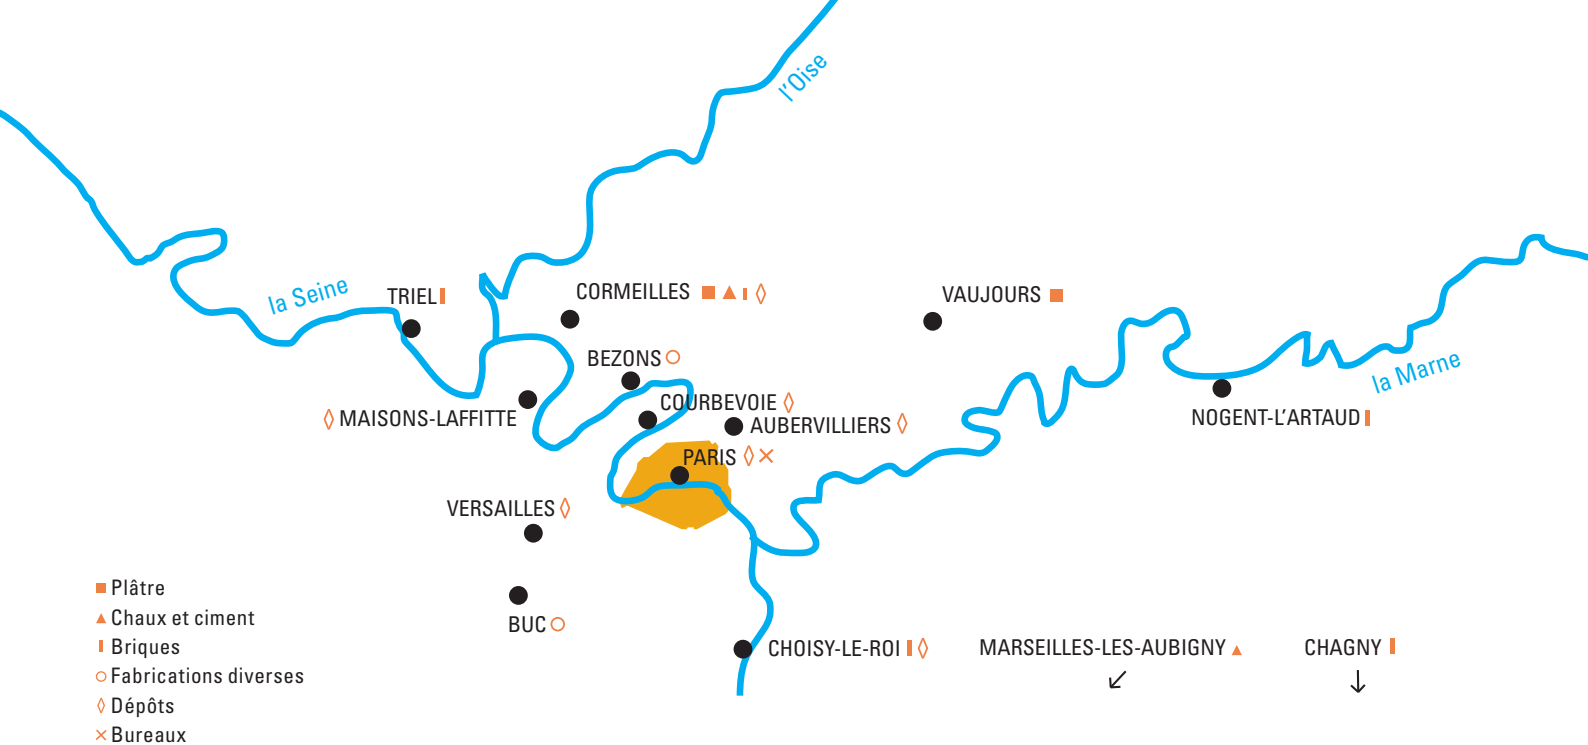 l'Oise
la Seine
TRIEL
CORMEILLES
VAUJOURS
BEZONS
la Marne
COURBEVOIE
MAISONS-LAFFITTE
AUBERVILLIERS
NOGENT-L'ARTAUD
PARIS
VERSAILLES
BUC
CHOISY-LE-ROI
MARSEILLES-LES-AUBIGNY
CHAGNY
Plâtre
Chaux et ciment
Briques
Fabrications diverses
Dépôts
Bureaux